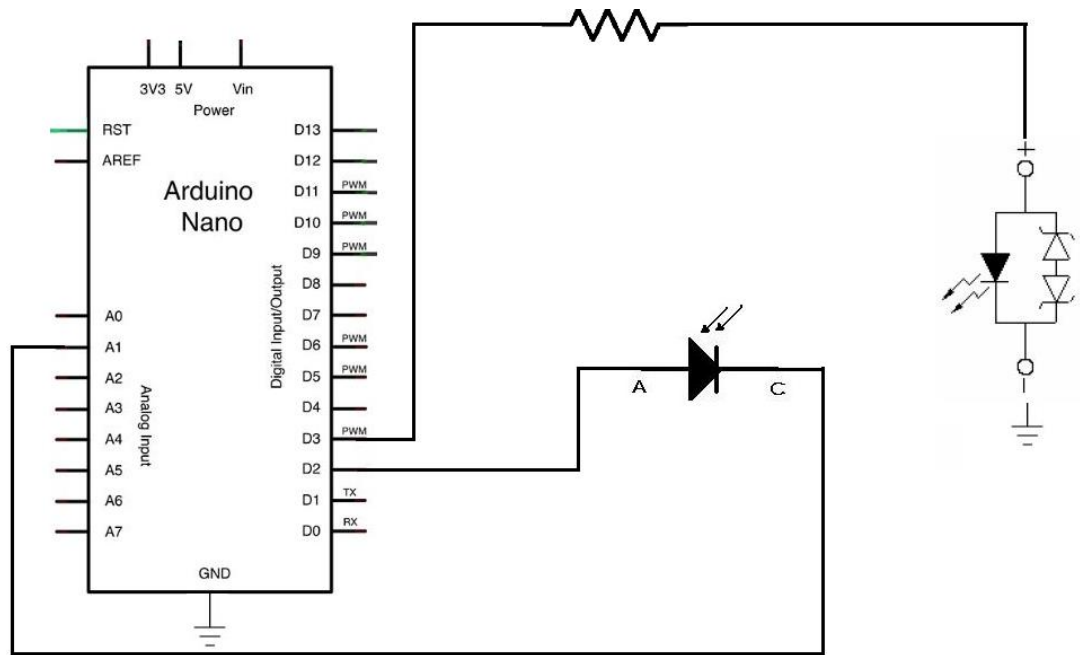 3V3 5V Vin
Power
RST
AREF
Arduino
Nano
D13
D12
D11 PWM
D10 PWM
D9 PWM
D8
D7
D6 PWM
D5 PWM
D4
D3 PWM
D2
D1 TX
D0 RX
Digital Input/Output
A0
A1
A2
A3
A4
A5
A6
A7
Analog Input
GND
A C
+